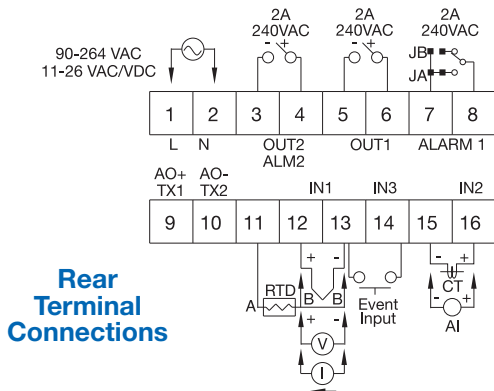 2A
240VAC
2A
240VAC
2A
240VAC
90-264 VAC
11-26 VAC/VDC
- +
- +
JB
JA
1 2 3 4 5 6 7 8
L N OUT2 OUT1 ALARM 1
ALM2
AO+ AO-
TX1 TX2 IN1 IN3 IN2
9 10 11 12 13 14 15 16
+ -
- +
CT
RTD
A B B
Event
Input
+ -
- +
AI
V
I
Rear
Terminal
Connections